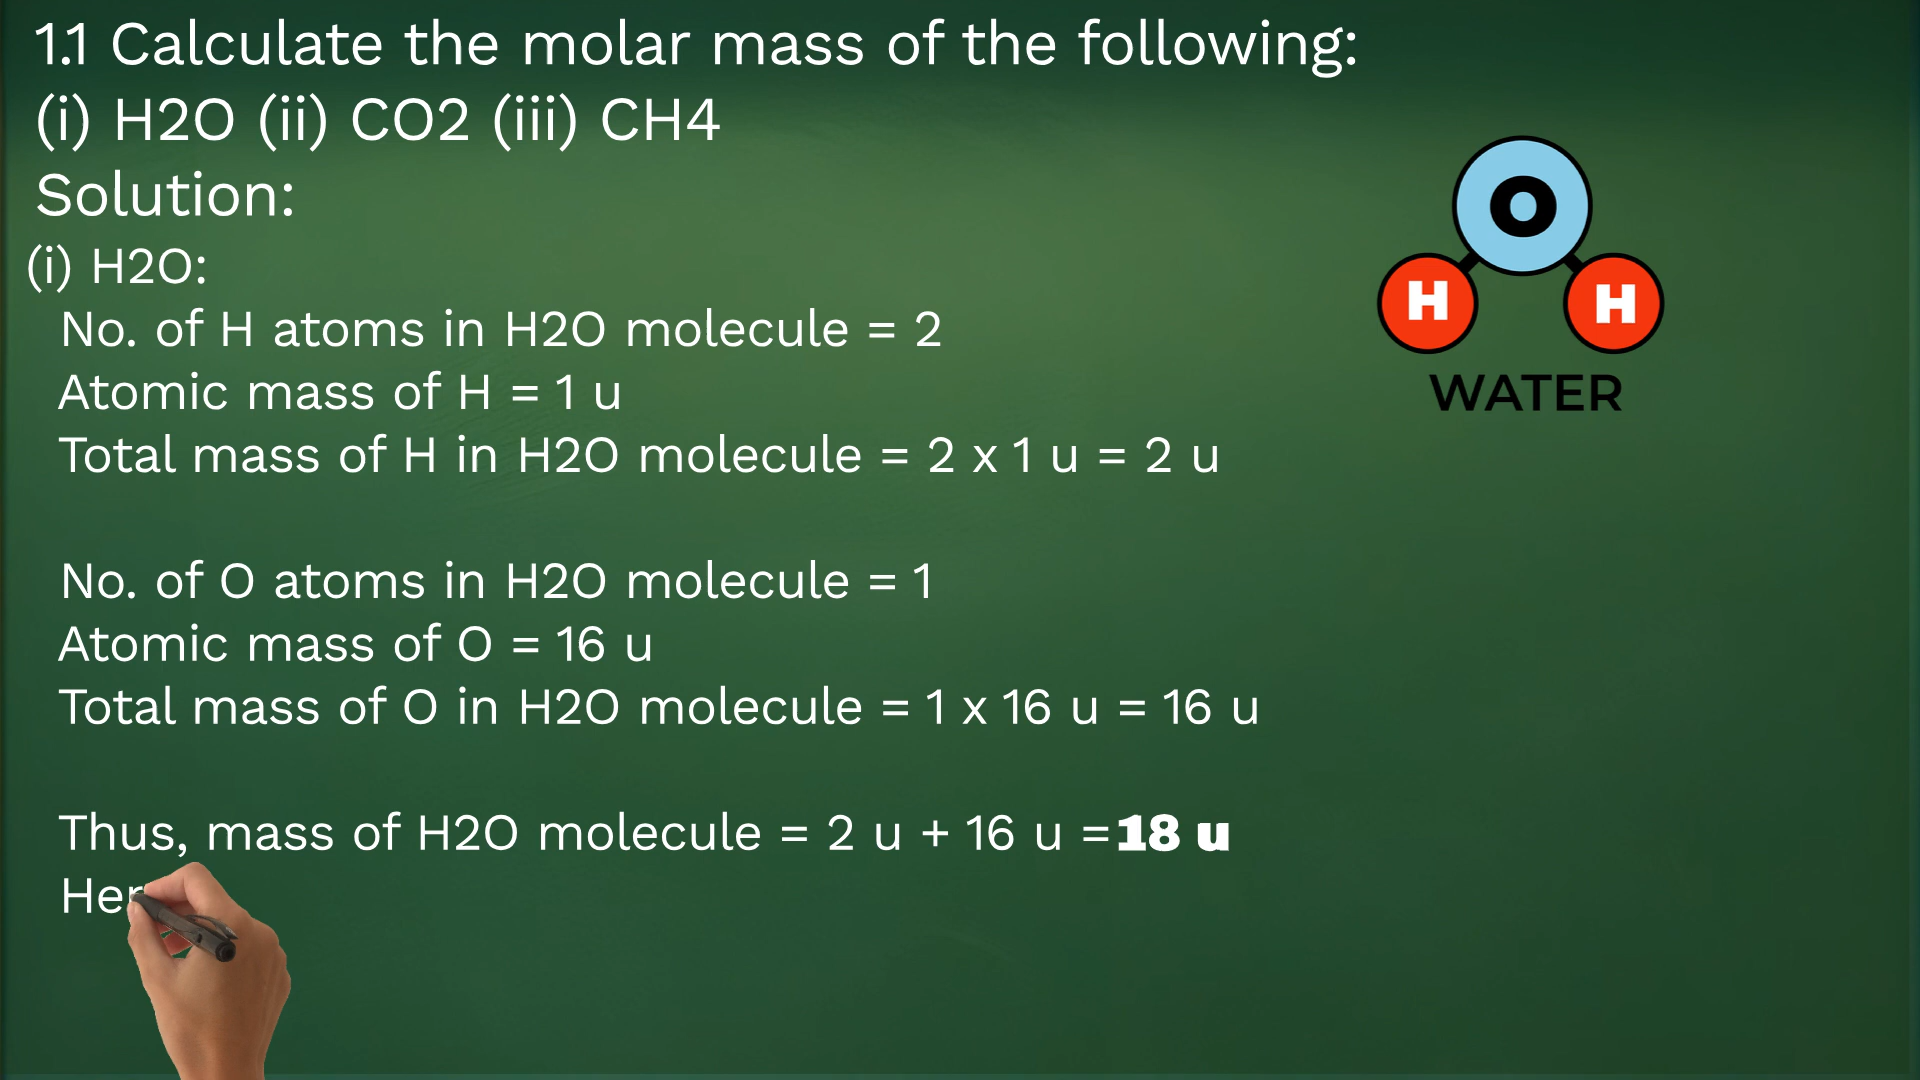 1.1 Calculate the molar mass of the following:
(i) H2O (ii) CO2 (iii) CH4
Solution:
(i) H2O:
No. of H atoms in H2O molecule = 2
Atomic mass of H = 1 u
Total mass of H in H2O molecule = 2 x 1 u = 2 u
No. of O atoms in H2O molecule = 1
Atomic mass of O = 16 u
Total mass of O in H2O molecule = 1 x 16 u = 16 u
Thus, mass of H2O molecule = 2 u + 16 u =18 u
O
H H
WATER